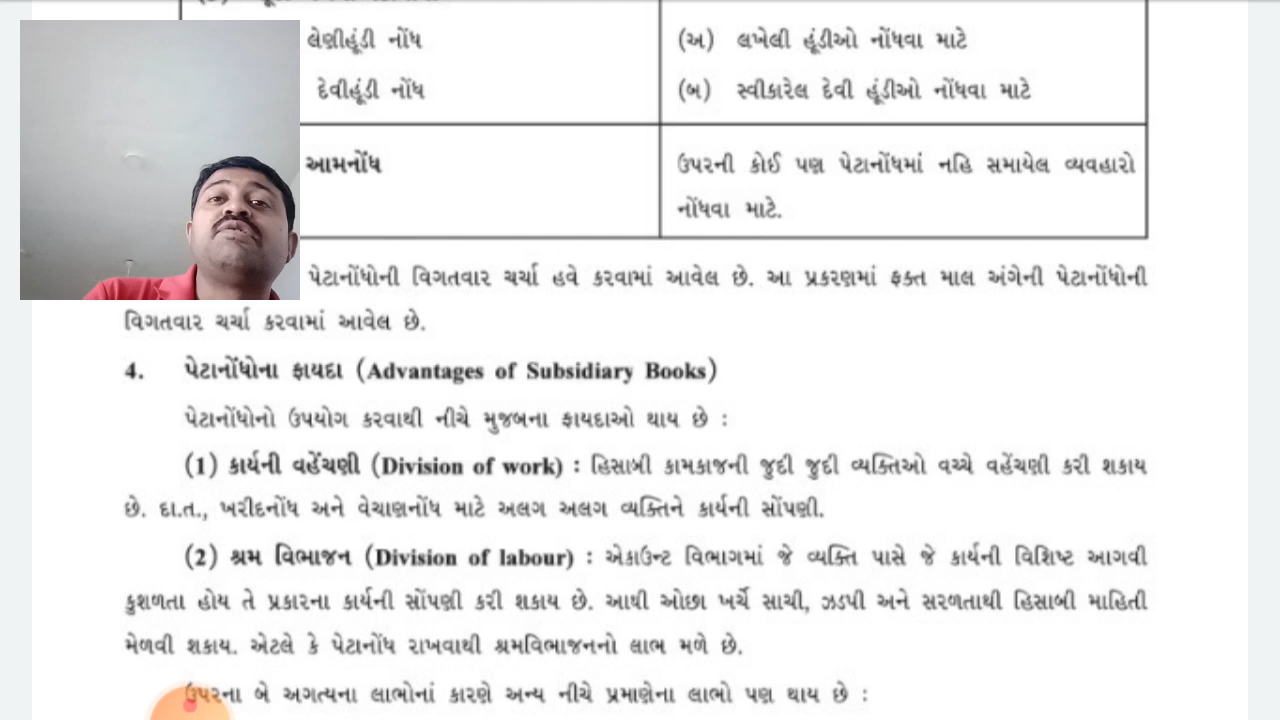 લેણીહૂંડી નોંધ
(અ) લખેલી હૂંડીઓ નોંધવા માટે
દેવીહૂંડી નોંધ
(બ) સ્વીકારેલ દેવી હૂંડીઓ નોંધવા માટે
આમનોંધ
ઉપરની કોઈ પણ પેટાનોંધમાં નહિ સમાયેલ વ્યવહારો
નોંધવા માટે.
પેટાનોંધોની વિગતવાર ચર્ચા હવે કરવામાં આવેલ છે. આ પ્રકરણમાં ફક્ત માલ અંગેની પેટાનોંધોની
વિગતવાર ચર્ચા કરવામાં આવેલ છે.
4. પેટાનોંધોના ફાયદા (Advantages of Subsidiary Books)
પેટાનોંધોનો ઉપયોગ કરવાથી નીચે મુજબના ફાયદાઓ થાય છે :
(1) કાર્યની વહેંચણી (Division of work) : હિસાબી કામકાજની જુદી જુદી વ્યક્તિઓ વચ્ચે વહેંચણી કરી શકાય
છે. દા.ત., ખરીદનોંધ અને વેચાણનોંધ માટે અલગ અલગ વ્યક્તિને કાર્યની સોંપણી.
(2) શ્રમ વિભાજન (Division of labour) : એકાઉન્ટ વિભાગમાં જે વ્યક્તિ પાસે જે કાર્યની વિશિષ્ટ આગવી
કુશળતા હોય તે પ્રકારના કાર્યની સોંપણી કરી શકાય છે. આથી ઓછા ખર્ચે સાચી, ઝડપી અને સરળતાથી હિસાબી માહિતી
મેળવી શકાય. એટલે કે પેટાનોંધ રાખવાથી શ્રમવિભાજનનો લાભ મળે છે.
ઉપરના બે અગત્યના લાભોનાં કારણે અન્ય નીચે પ્રમાણેના લાભો પણ થાય છે :